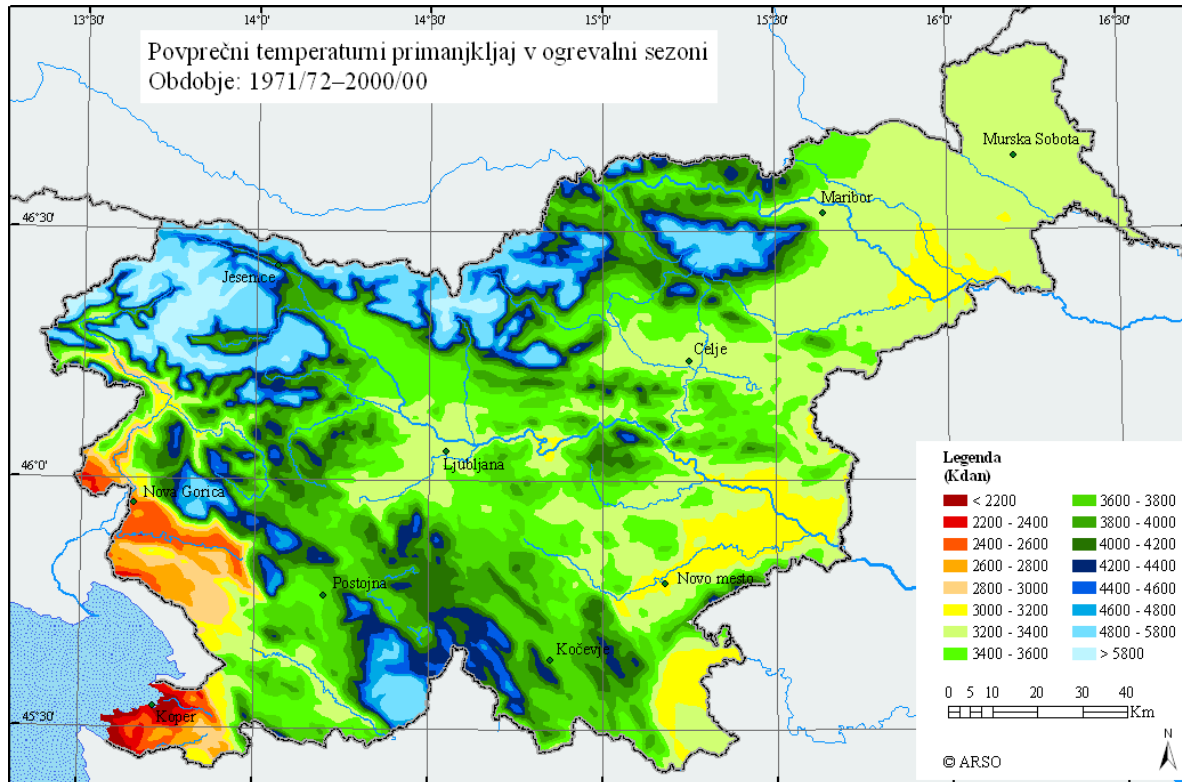 13°30'
14°0'
14°30'
15°0'
15°30'
16°0'
16°30'
Povprečni temperaturni primanjkljaj v ogrevalni sezoni
Obdobje: 1971/72–2000/00
46°30'
46°0'
45°30'
Murska Sobota
Maribor
Jesenice
Celje
Ljubljana
Nova Gorica
Novo mesto
Postojna
Kočevje
Koper
Legenda
(Kdan)
< 2200
2200 - 2400
2400 - 2600
2600 - 2800
2800 - 3000
3000 - 3200
3200 - 3400
3400 - 3600
3600 - 3800
3800 - 4000
4000 - 4200
4200 - 4400
4400 - 4600
4600 - 4800
4800 - 5800
> 5800
0 5 10 20 30 40
Km
N
© ARSO